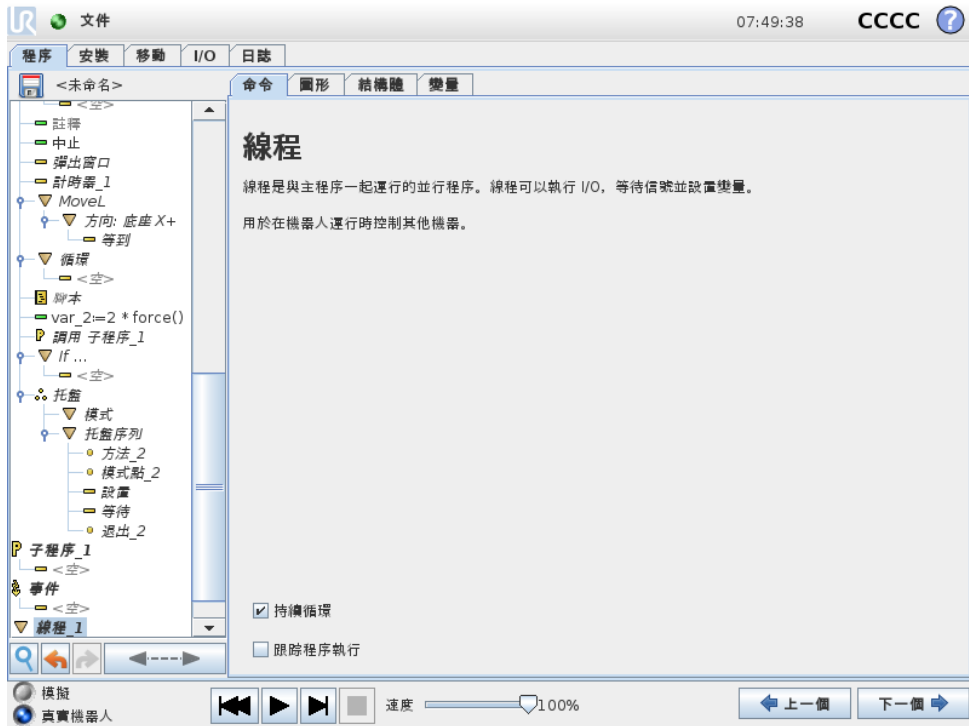 UR 文件 07:49:38 CCCC ?
程序 安裝 移動 I/O 日誌
<未命名>
命令 圖形 結構體 變量
<空>
註釋
中止
彈出窗口
計時器_1
MoveL
方向: 底座 X+
等到
循環
<空>
腳本
var_2:=2 * force()
調用 子程序_1
If ...
<空>
托盤
模式
托盤序列
方法_2
模式點_2
設置
等待
退出_2
子程序_1
<空>
事件
<空>
線程_1
線程
線程是與主程序一起運行的並行程序。線程可以執行 I/O，等待信號並設置變量。
用於在機器人運行時控制其他機器。
持續循環
跟踪程序執行
模擬
真實機器人
速度 100%
上一個 下一個